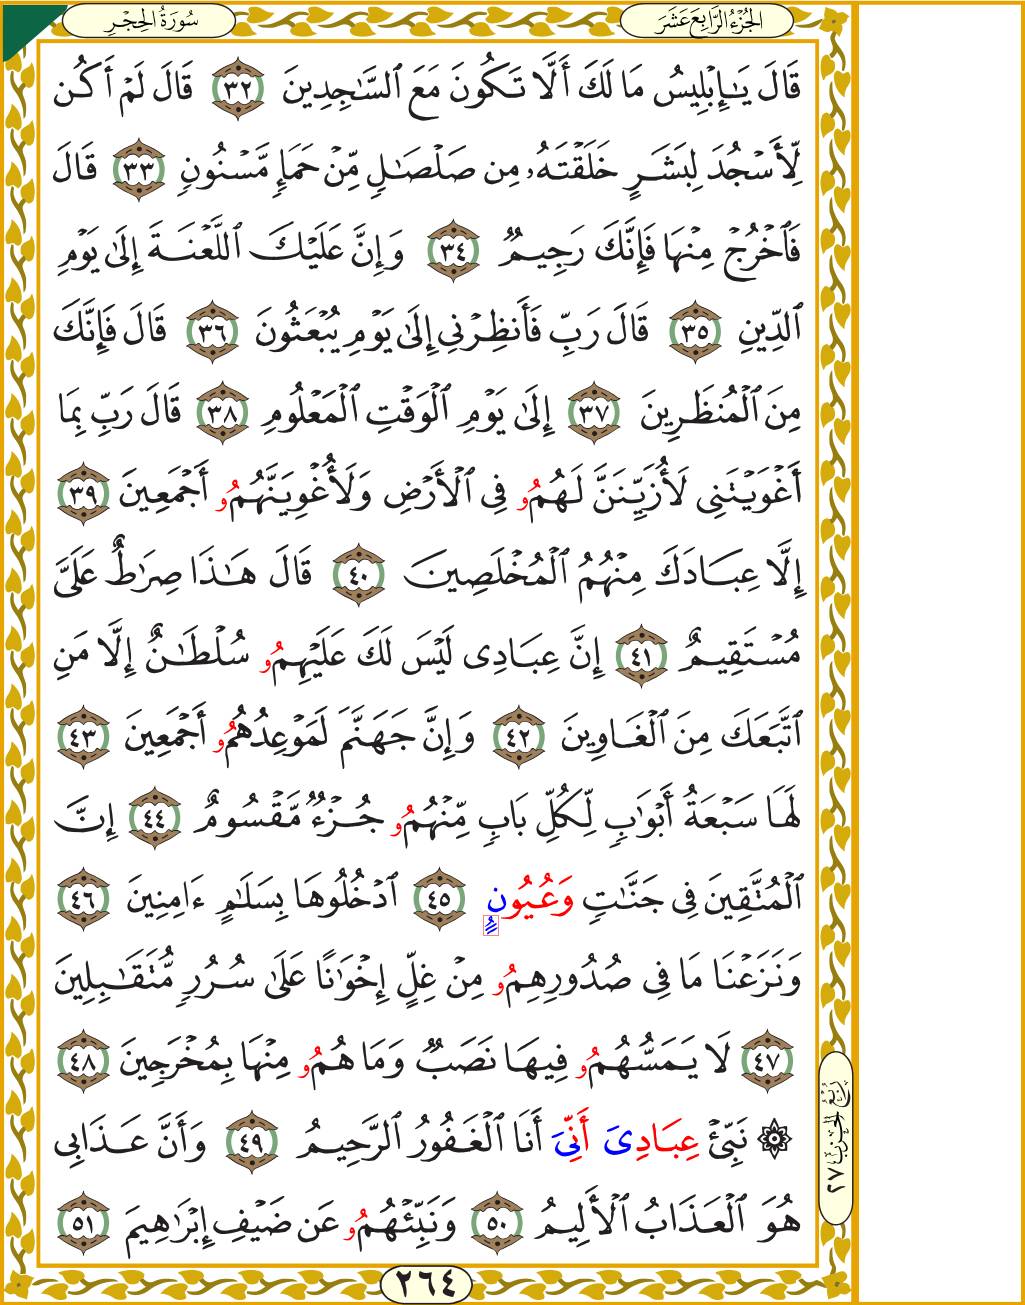 سُورَةُ الحِجْرِ
الجُزْءُ الرَّابِعَ عَشَرَ
قَالَ يَـٰٓإِبۡلِيسُ مَا لَكَ أَلَّا تَكُونَ مَعَ ٱلسَّـٰجِدِينَ ٣٢ قَالَ لَمۡ أَكُن
لِّأَسۡجُدَ لِبَشَرٍ خَلَقۡتَهُۥ مِن صَلۡصَـٰلٖ مِّنۡ حَمَإٖ مَّسۡنُونٖ ٣٣ قَالَ
فَٱخۡرُجۡ مِنۡهَا فَإِنَّكَ رَجِيمٞ ٣٤ وَإِنَّ عَلَيۡكَ ٱللَّعۡنَةَ إِلَىٰ يَوۡمِ
ٱلدِّينِ ٣٥ قَالَ رَبِّ فَأَنظِرۡنِي إِلَىٰ يَوۡمِ يُبۡعَثُونَ ٣٦ قَالَ فَإِنَّكَ
مِنَ ٱلۡمُنظَرِينَ ٣٧ إِلَىٰ يَوۡمِ ٱلۡوَقۡتِ ٱلۡمَعۡلُومِ ٣٨ قَالَ رَبِّ بِمَا
أَغۡوَيۡتَنِي لَأُزَيِّنَنَّ لَهُمُۥ فِي ٱلۡأَرۡضِ وَلَأُغۡوِيَنَّهُمُۥ أَجۡمَعِينَ ٣٩
إِلَّا عِبَادَكَ مِنۡهُمُ ٱلۡمُخۡلَصِينَ ٤٠ قَالَ هَـٰذَا صِرَٰطٌ عَلَيَّ
مُسۡتَقِيمٌ ٤١ إِنَّ عِبَادِي لَيۡسَ لَكَ عَلَيۡهِمُۥ سُلۡطَـٰنٌ إِلَّا مَنِ
ٱتَّبَعَكَ مِنَ ٱلۡغَاوِينَ ٤٢ وَإِنَّ جَهَنَّمَ لَمَوۡعِدُهُمُۥ أَجۡمَعِينَ ٤٣
لَهَا سَبۡعَةُ أَبۡوَٰبٖ لِّكُلِّ بَابٖ مِّنۡهُمُۥ جُزۡءٞ مَّقۡسُومٌ ٤٤ إِنَّ
ٱلۡمُتَّقِينَ فِي جَنَّـٰتٖ وَعُيُونٍ ٤٥ ٱدۡخُلُوهَا بِسَلَـٰمٍ ءَامِنِينَ ٤٦
وَنَزَعۡنَا مَا فِي صُدُورِهِمُۥ مِنۡ غِلٍّ إِخۡوَٰنًا عَلَىٰ سُرُرٖ مُّتَقَـٰبِلِينَ
٤٧ لَا يَمَسُّهُمُۥ فِيهَا نَصَبٞ وَمَا هُمُۥ مِنۡهَا بِمُخۡرَجِينَ ٤٨
۞ نَبِّئۡ عِبَادِيَ أَنِّيَ أَنَا ٱلۡغَفُورُ ٱلرَّحِيمُ ٤٩ وَأَنَّ عَذَابِي
هُوَ ٱلۡعَذَابُ ٱلۡأَلِيمُ ٥٠ وَنَبِّئۡهُمُۥ عَن ضَيۡفِ إِبۡرَٰهِيمَ ٥١
رُبْعُ الحِزْبِ ٢٧
٢٦٤